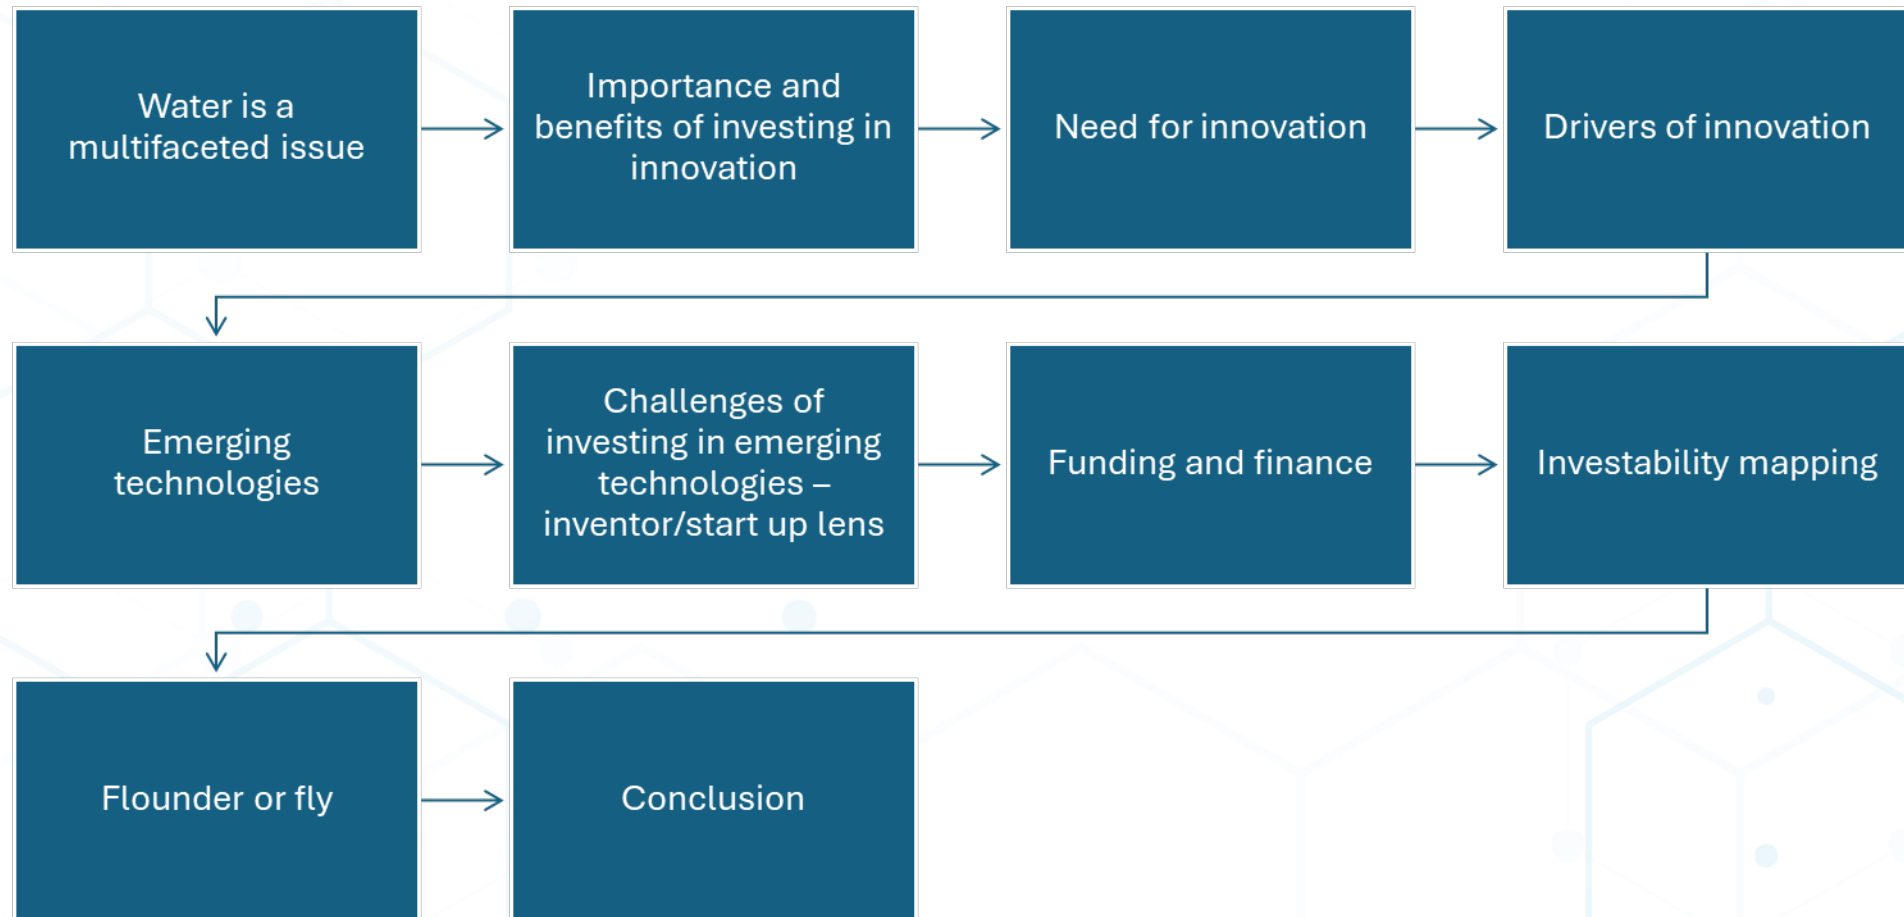 Water is a
multifaceted issue
Importance and
benefits of investing in
innovation
Need for innovation
Drivers of innovation
Emerging
technologies
Challenges of
investing in emerging
technologies –
inventor/start up lens
Funding and finance
Investability mapping
Flounder or fly
Conclusion